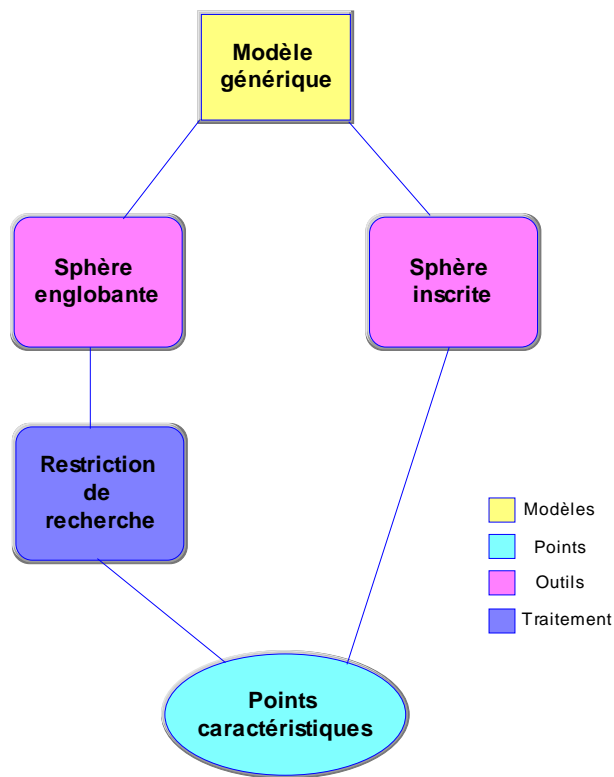 Modèle
générique
Sphère
englobante
Sphère
inscrite
Restriction
de
recherche
Modèles
Points
Outils
Traitement
Points
caractéristiques